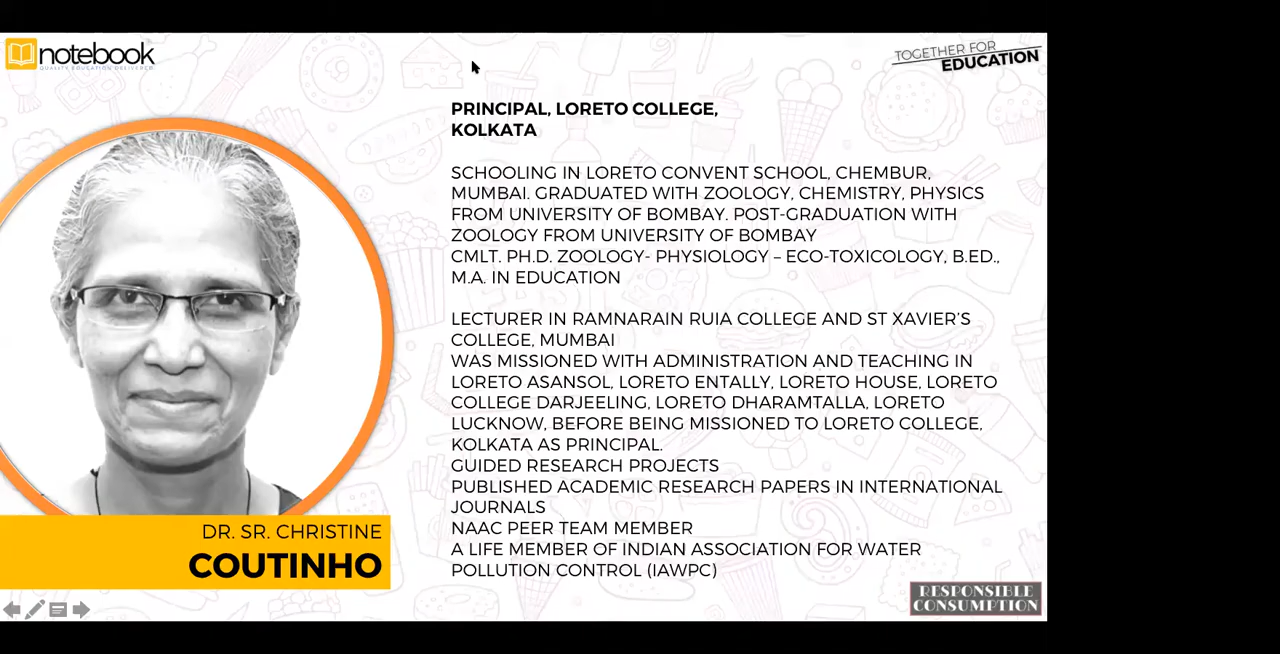 notebook
QUALITY EDUCATION DELIVERED
TOGETHER FOR
EDUCATION
PRINCIPAL, LORETO COLLEGE,
KOLKATA
SCHOOLING IN LORETO CONVENT SCHOOL, CHEMBUR,
MUMBAI. GRADUATED WITH ZOOLOGY, CHEMISTRY, PHYSICS
FROM UNIVERSITY OF BOMBAY. POST-GRADUATION WITH
ZOOLOGY FROM UNIVERSITY OF BOMBAY
CMLT. PH.D. ZOOLOGY- PHYSIOLOGY – ECO-TOXICOLOGY, B.ED.,
M.A. IN EDUCATION
LECTURER IN RAMNARAIN RUIA COLLEGE AND ST XAVIER'S
COLLEGE, MUMBAI
WAS MISSIONED WITH ADMINISTRATION AND TEACHING IN
LORETO ASANSOL, LORETO ENTALLY, LORETO HOUSE, LORETO
COLLEGE DARJEELING, LORETO DHARAMTALLA, LORETO
LUCKNOW, BEFORE BEING MISSIONED TO LORETO COLLEGE,
KOLKATA AS PRINCIPAL.
GUIDED RESEARCH PROJECTS
PUBLISHED ACADEMIC RESEARCH PAPERS IN INTERNATIONAL
JOURNALS
NAAC PEER TEAM MEMBER
A LIFE MEMBER OF INDIAN ASSOCIATION FOR WATER
POLLUTION CONTROL (IAWPC)
DR. SR. CHRISTINE
COUTINHO
RESPONSIBLE
CONSUMPTION